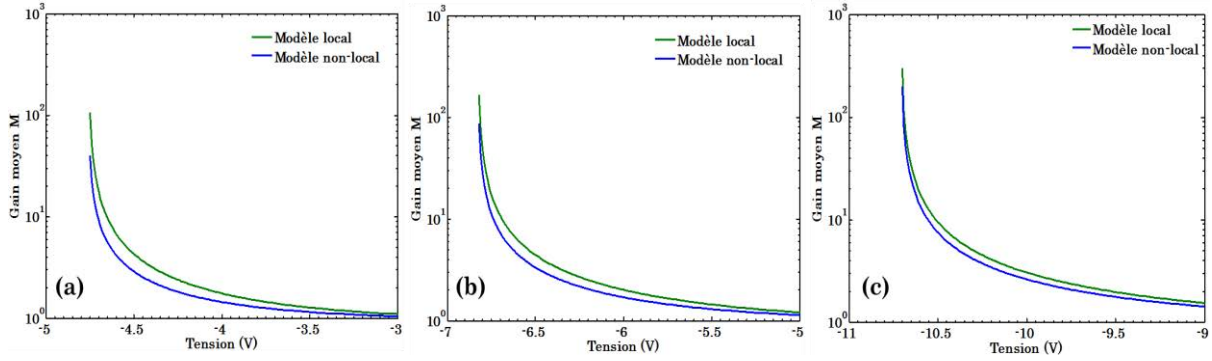 10³
10²
10¹
10⁰
Gain moyen M
Modèle local
Modèle non-local
(a)
-5
-4.5
-4
-3.5
-3
Tension (V)
10³
10²
10¹
10⁰
Gain moyen M
Modèle local
Modèle non-local
(b)
-7
-6.5
-6
-5.5
-5
Tension (V)
10³
10²
10¹
10⁰
Gain moyen M
Modèle local
Modèle non-local
(c)
-11
-10.5
-10
-9.5
-9
Tension (V)